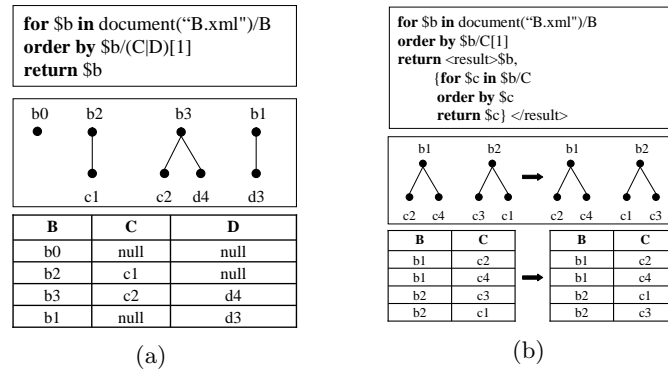 for $b in document(“B.xml")/B
order by $b/(C|D)[1]
return $b
b0 b2 b3 b1
c1 c2 d4 d3
B C D
b0 null null
b2 c1 null
b3 c2 d4
b1 null d3
(a)
for $b in document(“B.xml")/B
order by $b/C[1]
return <result>$b,
{for $c in $b/C
order by $c
return $c} </result>
b1 b2 b1 b2
c2 c4 c3 c1 c2 c4 c1 c3
B C B C
b1 c2 b1 c2
b1 c4 b1 c4
b2 c3 b2 c1
b2 c1 b2 c3
(b)